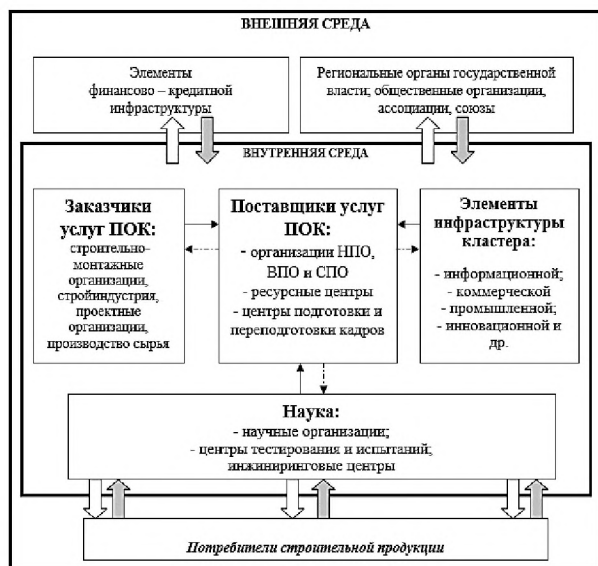 ВНЕШНЯЯ СРЕДА
Элементы
финансово – кредитной
инфраструктуры
Региональные органы государственной
власти; общественные организации,
ассоциации, союзы
ВНУТРЕННЯЯ СРЕДА
Заказчики
услуг ПОК:
строительно-
монтажные
организации,
стройиндустрия,
проектные
организации,
производство сырья
Поставщики услуг
ПОК:
- организации НПО,
ВПО и СПО
- ресурсные центры
- центры подготовки и
переподготовки кадров
Элементы
инфраструктуры
кластера:
- информационной;
- коммерческой
- промышленной;
- инновационной и
др.
Наука:
- научные организации;
- центры тестирования и испытаний;
инжиниринговые центры
Потребители строительной продукции